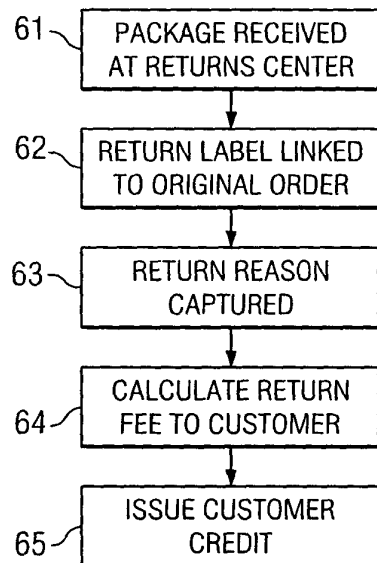 61
PACKAGE RECEIVED
AT RETURNS CENTER
62
RETURN LABEL LINKED
TO ORIGINAL ORDER
63
RETURN REASON
CAPTURED
64
CALCULATE RETURN
FEE TO CUSTOMER
65
ISSUE CUSTOMER
CREDIT